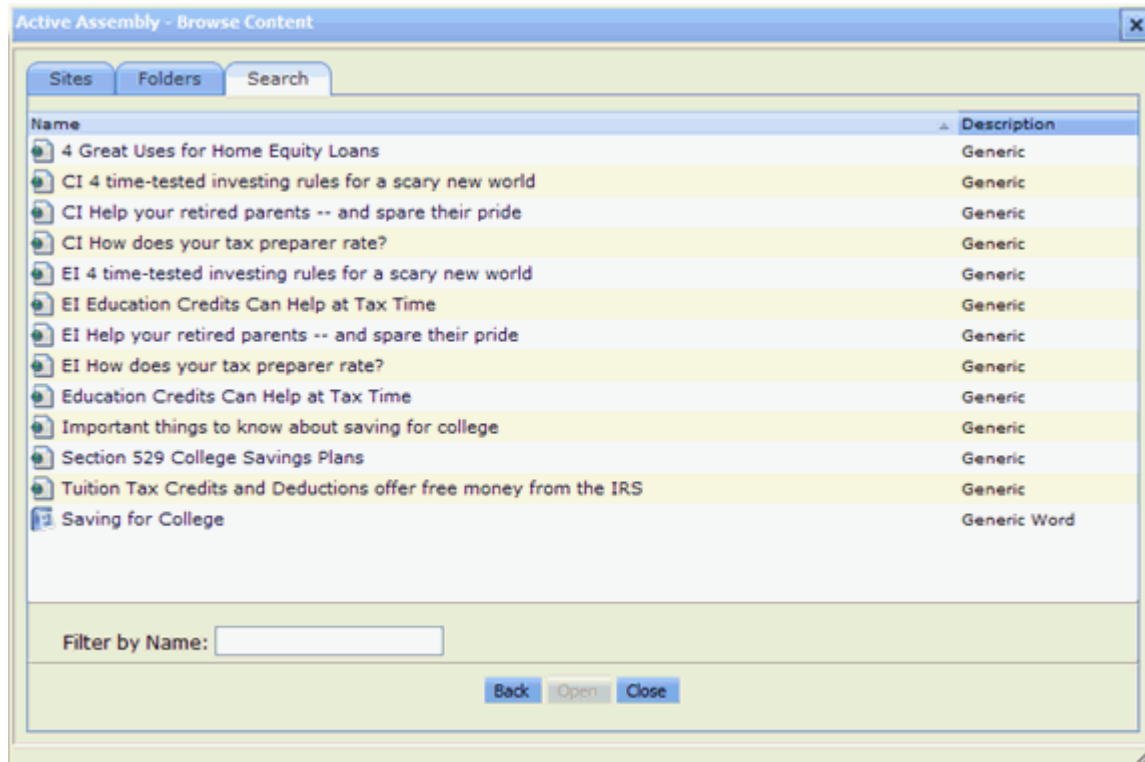 Active Assembly - Browse Content
Sites Folders Search
Name Description
4 Great Uses for Home Equity Loans Generic
CI 4 time-tested investing rules for a scary new world Generic
CI Help your retired parents -- and spare their pride Generic
CI How does your tax preparer rate? Generic
EI 4 time-tested investing rules for a scary new world Generic
EI Education Credits Can Help at Tax Time Generic
EI Help your retired parents -- and spare their pride Generic
EI How does your tax preparer rate? Generic
Education Credits Can Help at Tax Time Generic
Important things to know about saving for college Generic
Section 529 College Savings Plans Generic
Tuition Tax Credits and Deductions offer free money from the IRS Generic
Saving for College Generic Word
Filter by Name:
Back Open Close